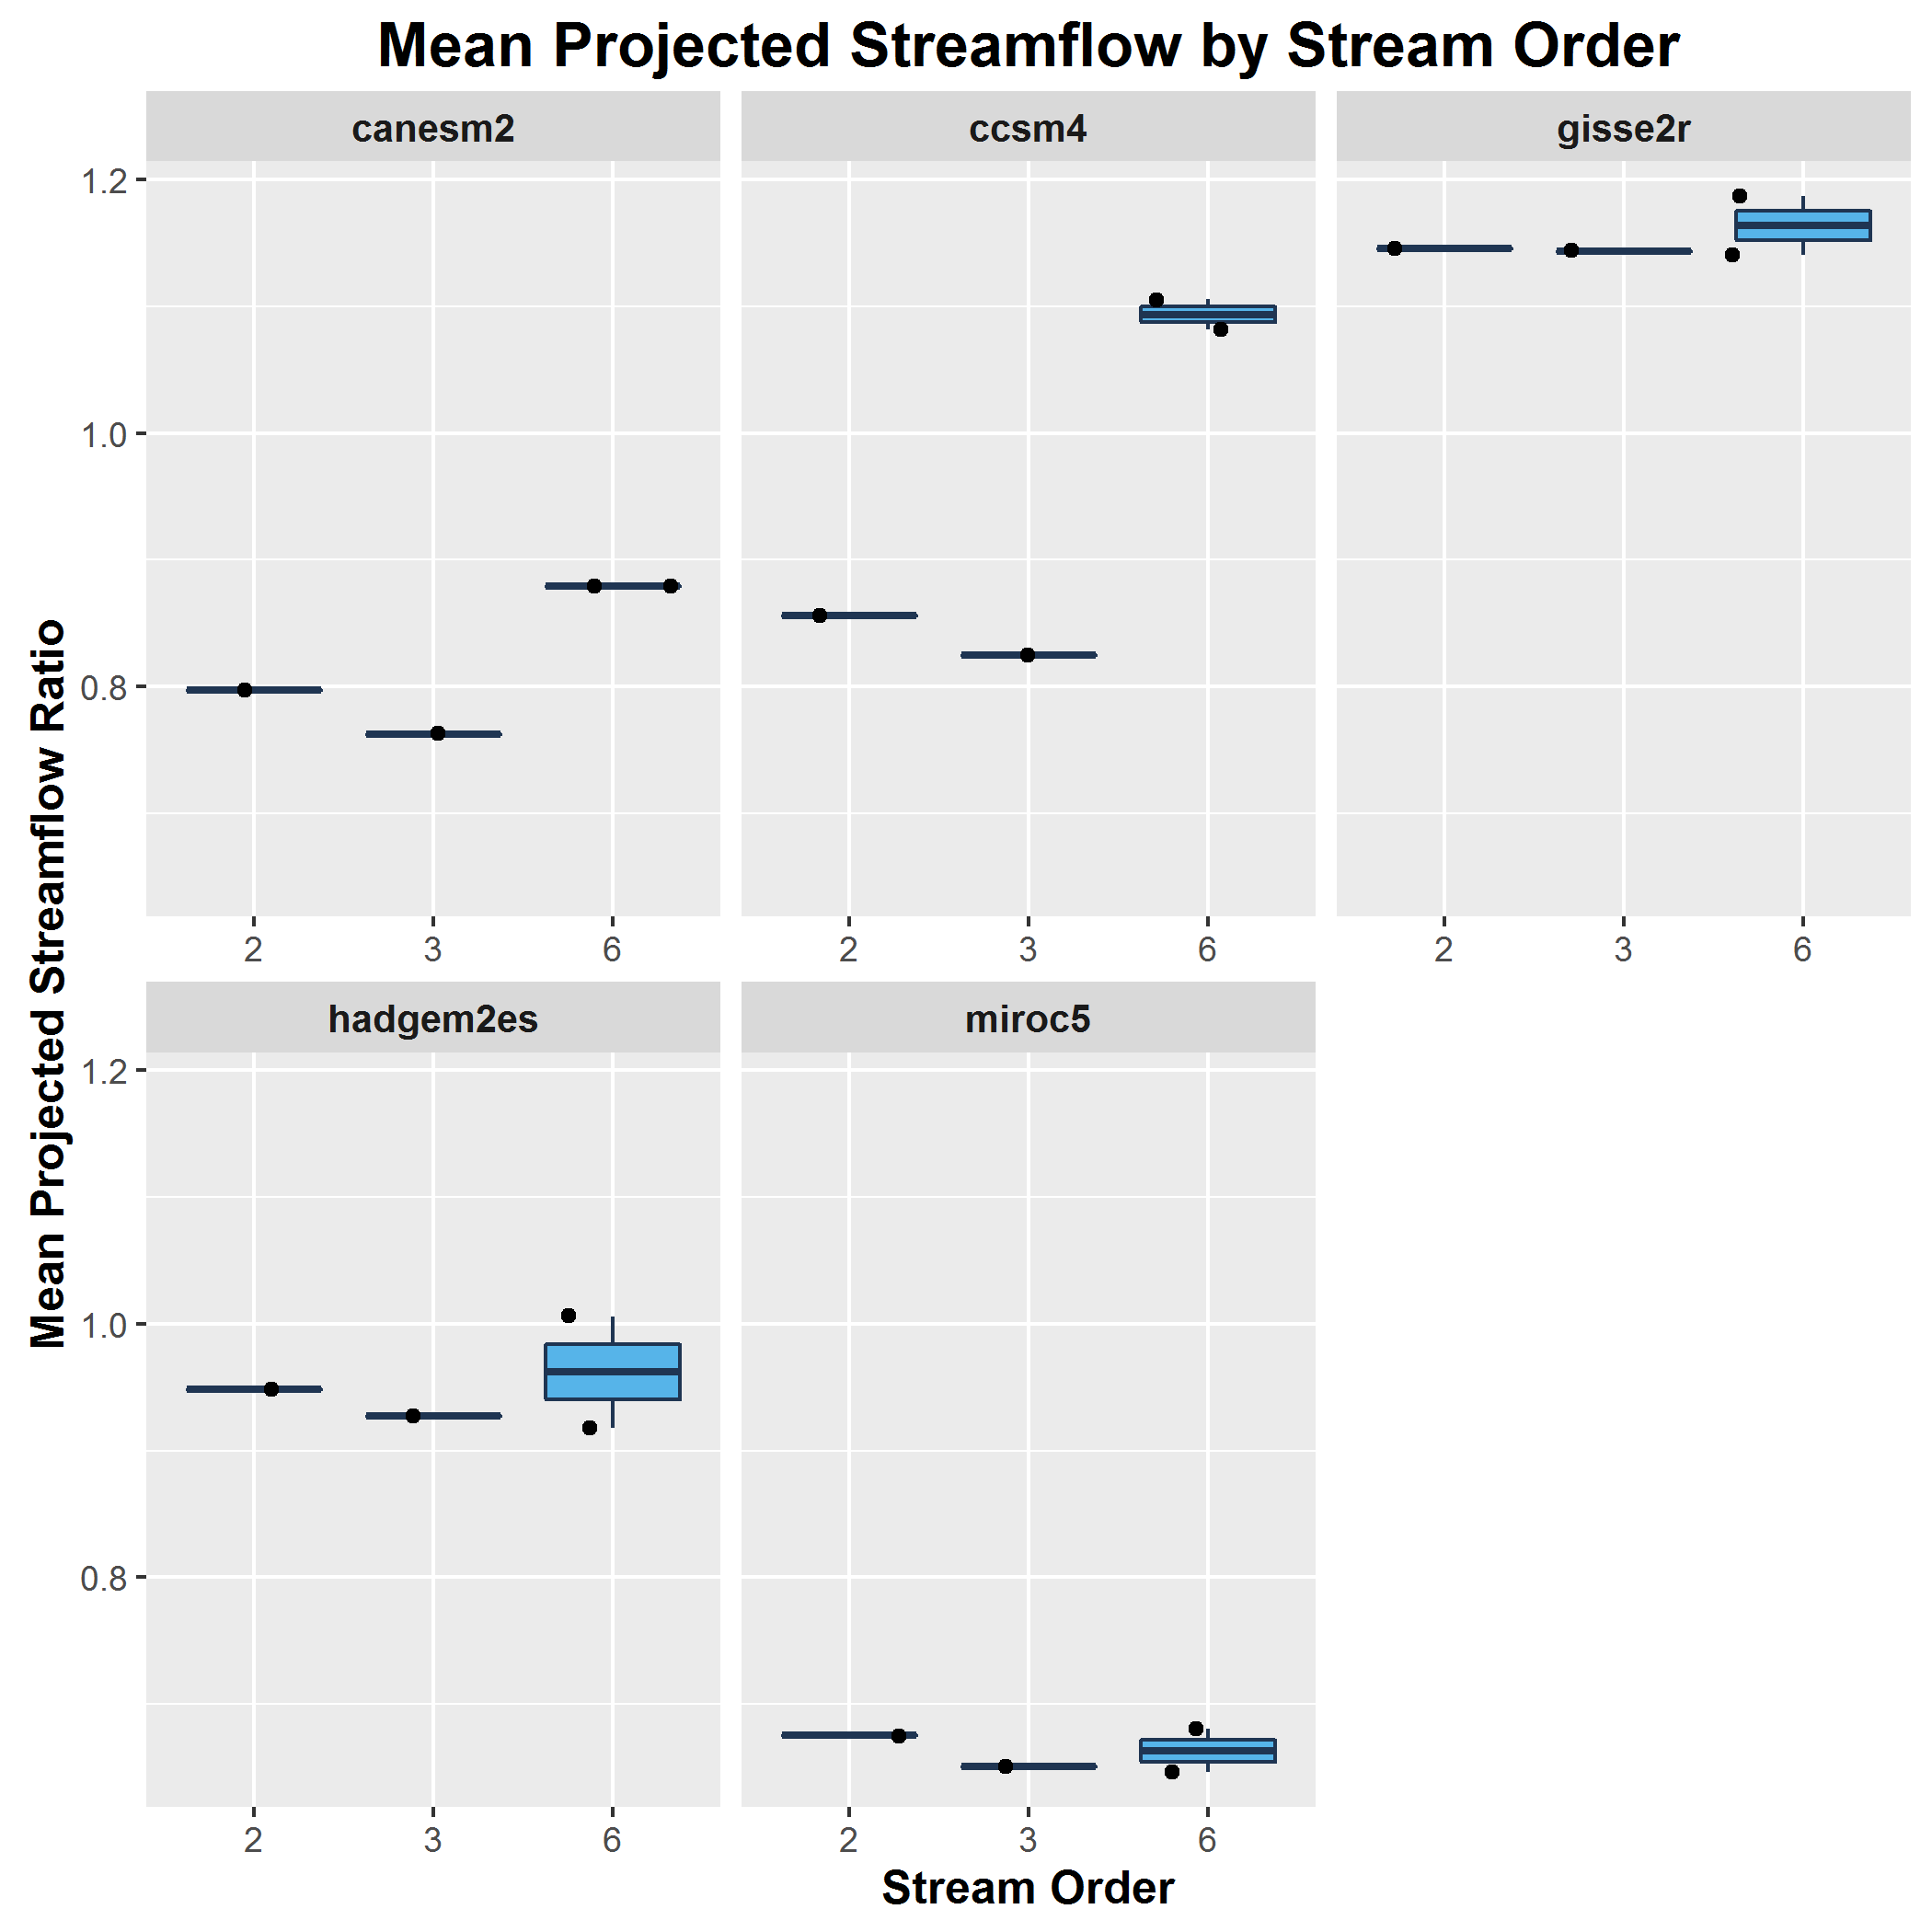 Mean Projected Streamflow by Stream Order
canesm2
ccsm4
gisse2r
1.2
1.0
0.8
2 3 6
2 3 6
2 3 6
hadgem2es
miroc5
1.2
1.0
0.8
2 3 6
2 3 6
Mean Projected Streamflow Ratio
Stream Order